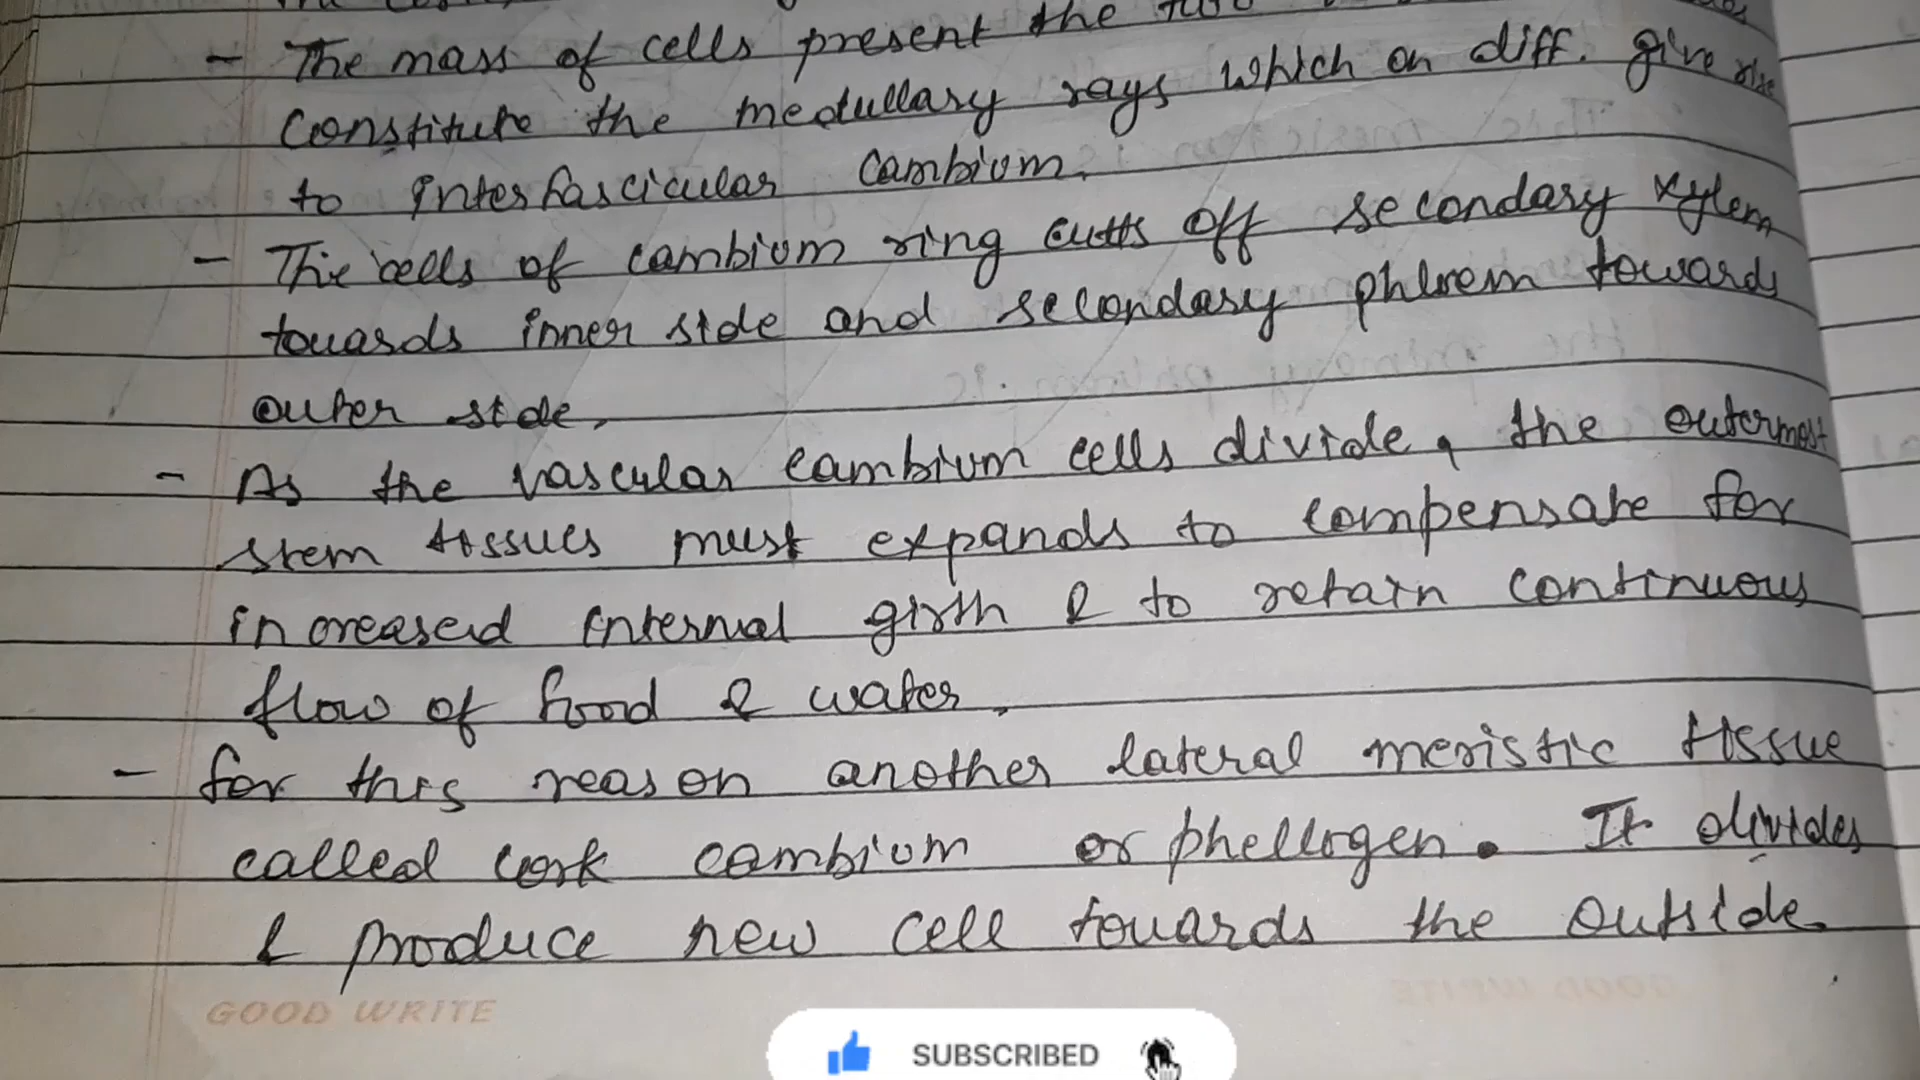 - The mass of cells present the two
constitute the medullary rays which on diff. give rise
to interfascicular cambium.
- The cells of cambium ring cutts off secondary xylem
towards inner side and secondary phloem towards
outer side.
- As the vascular cambium cells divide, the outermost
stem tissues must expands to compensate for
increased internal girth & to retain continuous
flow of food & water.
- for this reason another lateral meristic tissue
called cork cambium or phellogen. It divides
& produce new cell towards the outside.
GOOD WRITE
SUBSCRIBED